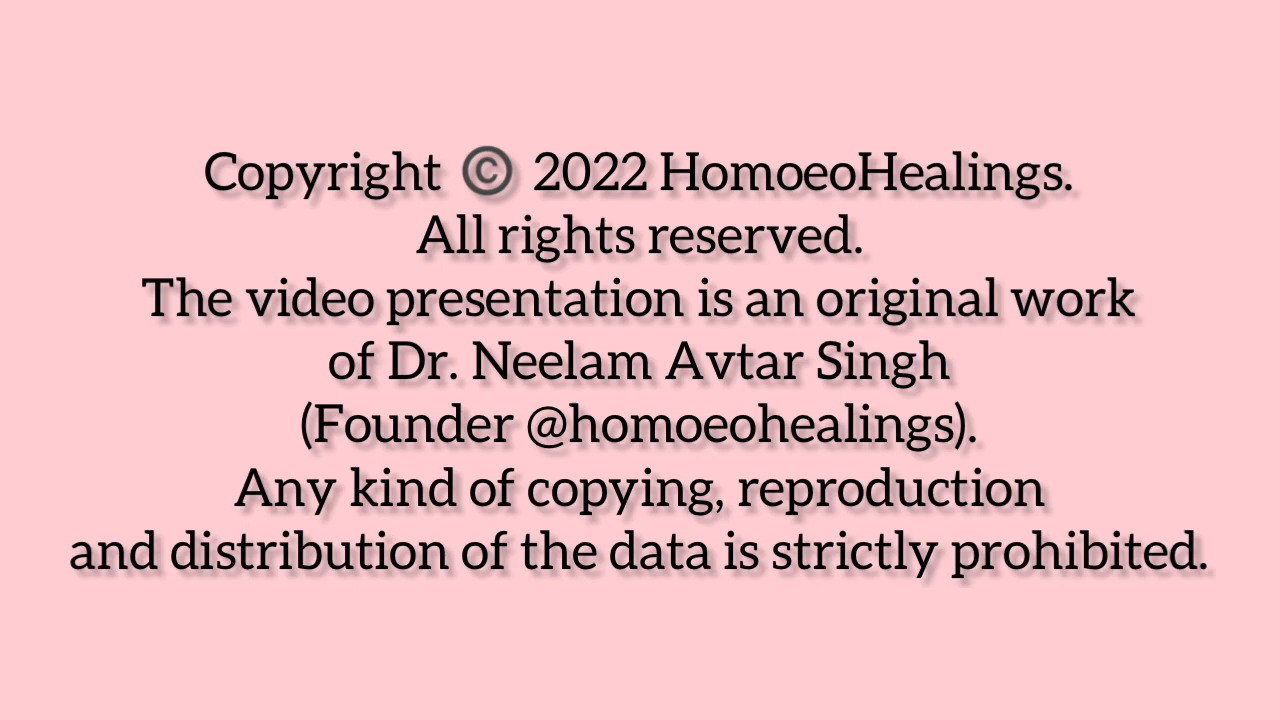 Copyright © 2022 HomoeoHealings.
All rights reserved.
The video presentation is an original work
of Dr. Neelam Avtar Singh
(Founder @homoeohealings).
Any kind of copying, reproduction
and distribution of the data is strictly prohibited.